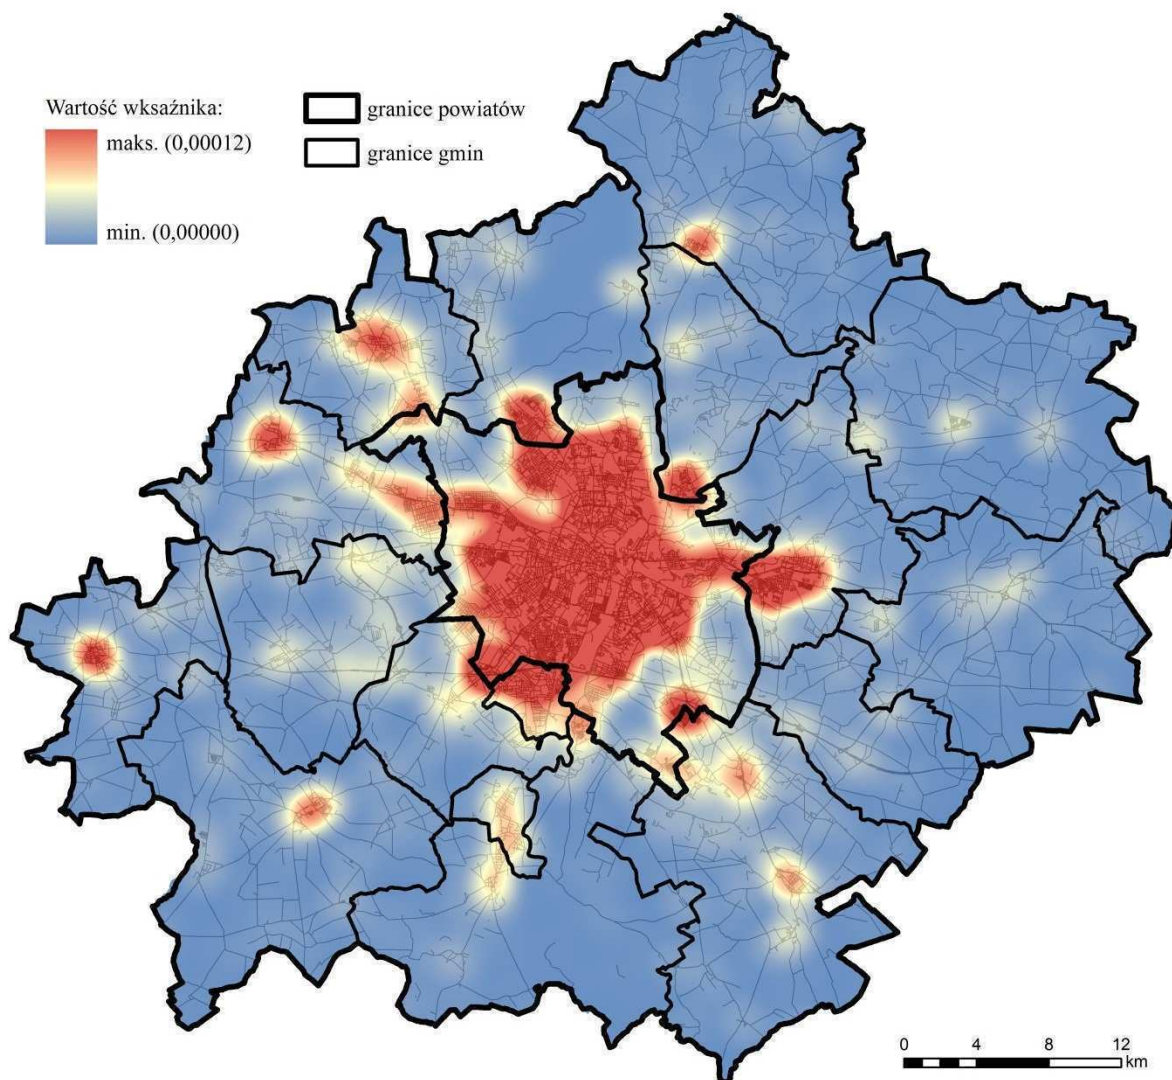 Wartość wksaźnika:
maks. (0,00012)
min. (0,00000)
granice powiatów
granice gmin
0 4 8 12
km